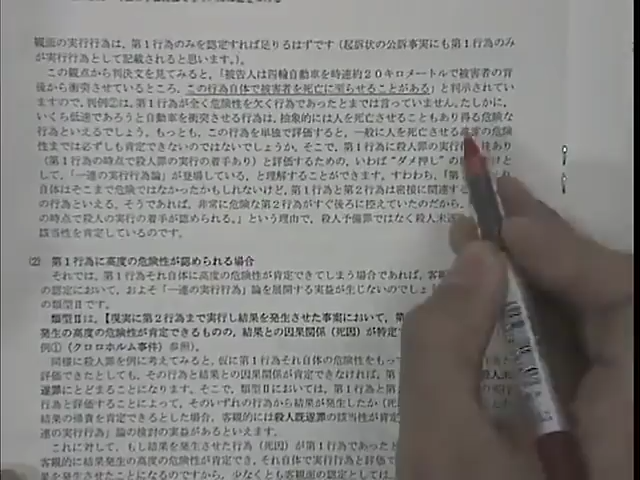 観面の実行行為は、第1行為のみを認定すれば足りるはずです（起訴状の公訴事実にも第1行為のみ
が実行行為として記載されると思います。）。
この観点から判決文を見てみると、「被告人は四輪自動車を時速約20キロメートルで被害者の背
後から衝突させているところ、この行為自体で被害者を死亡に至らせることがある」と判示されてい
ますので、判例②は、第1行為が全く危険性を欠く行為であったとまでは言っていません。たしかに、
いくら低速であろうと自動車を衝突させる行為は、抽象的には人を死亡させることもあり得る危険な
行為といえるでしょう。もっとも、この行為を単独で評価すると、一般に人を死亡させる高度の危険
性までは必ずしも肯定できないのではないでしょうか。そこで、第1行為に殺人罪の実行
（第1行為の時点で殺人罪の実行の着手あり）と評価するための、いわば“ダメ押し”の
して、「一連の実行行為論」が登場している、と理解することができます。すなわち、「第
自体はそこまで危険ではなかったかもしれないけど、第1行為と第2行為は密接に関連する
の行為といえる。そうであれば、非常に危険な第2行為がすぐ後ろに控えていたのだから、
の時点で殺人の実行の着手が認められる。」という理由で、殺人予備罪ではなく殺人未遂
該当性を肯定しているのです。
(2) 第1行為に高度の危険性が認められる場合
それでは、第1行為それ自体に高度の危険性が肯定できてしまう場合であれば、客観
の認定において、およそ「一連の実行行為」論を展開する実益が生じないのでしょ
の類型Ⅱです。
類型Ⅱは、【現実に第2行為まで実行し結果を発生させた事案において、第
発生の高度の危険性が肯定できるものの、結果との因果関係（死因）が特定
例①（クロロホルム事件）参照）。
同様に殺人罪を例に考えてみると、仮に第1行為それ自体の危険性をもって
評価できたとしても、その行為と結果との因果関係が肯定できなければ、第
遂罪にとどまることになります。そこで、類型Ⅱにおいては、第1行為と第
行為と評価することによって、そのいずれの行為から結果が発生したか（死
結果の帰責を肯定できるとした場合、客観的には殺人既遂罪の該当性が肯定
連の実行行為」論の検討の実益があるといえます。
これに対して、もし結果を発生させた行為（死因）が第1行為であったと
客観的に結果発生の高度の危険性が肯定でき、それ自体で実行行為と評価で
果を発生させたことになるのですから、少なくとも客観的構成要件としては